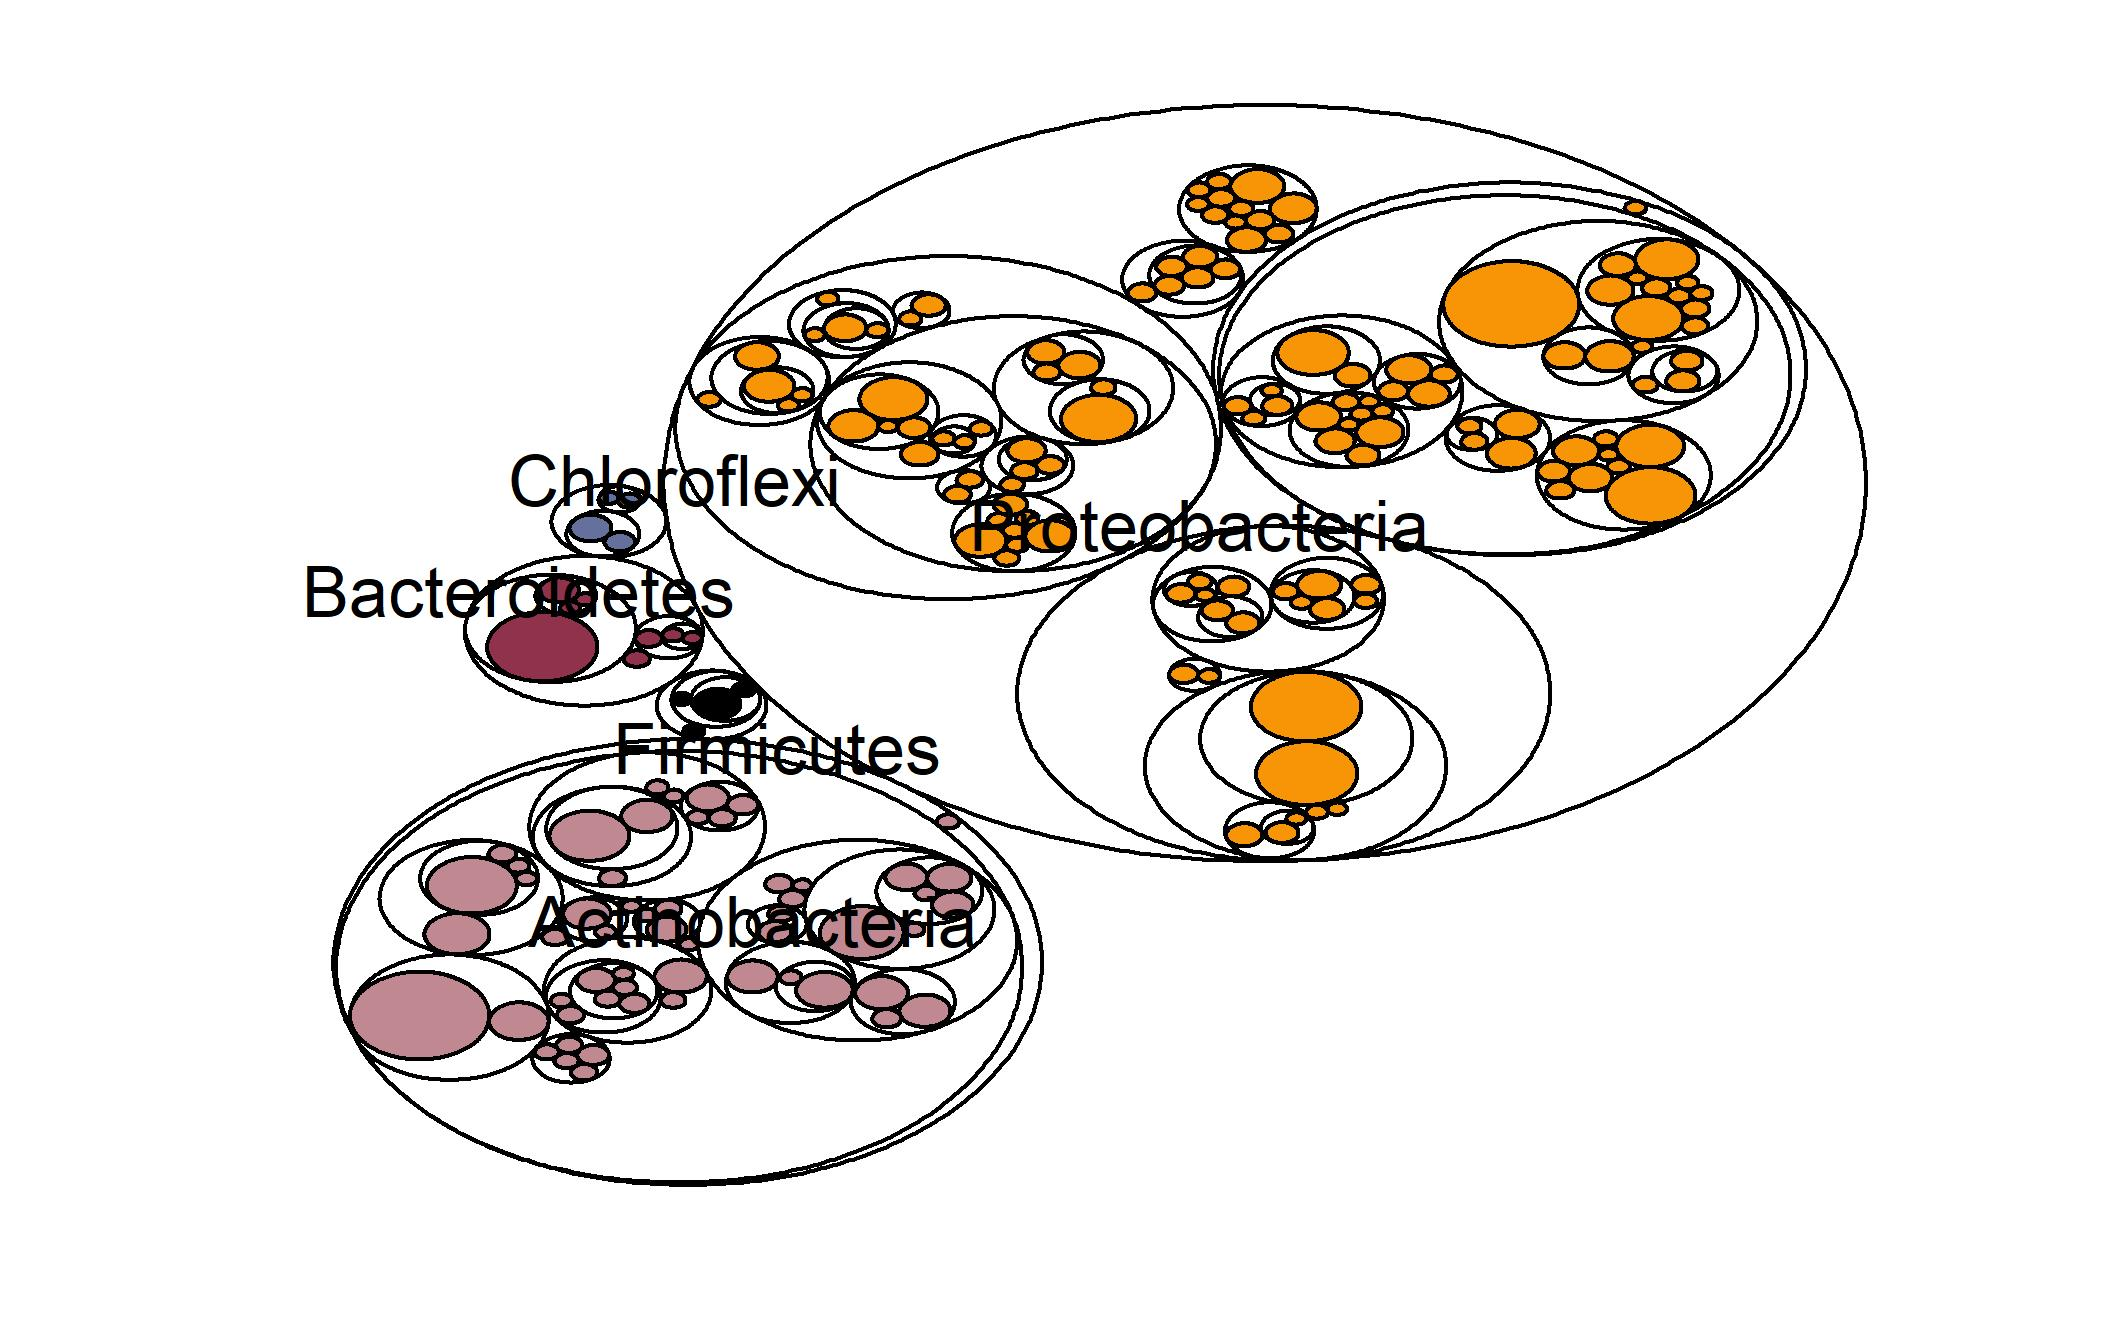 Chloroflexi
Proteobacteria
Bacteroidetes
Firmicutes
Actinobacteria